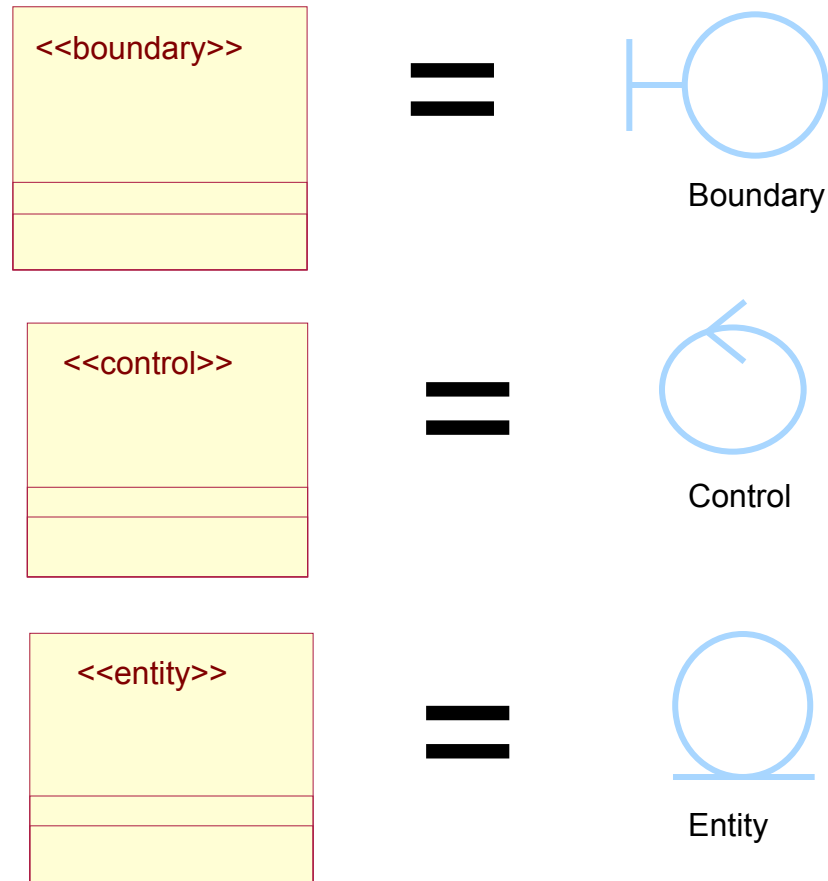 <<boundary>>
Boundary
<<control>>
Control
<<entity>>
Entity